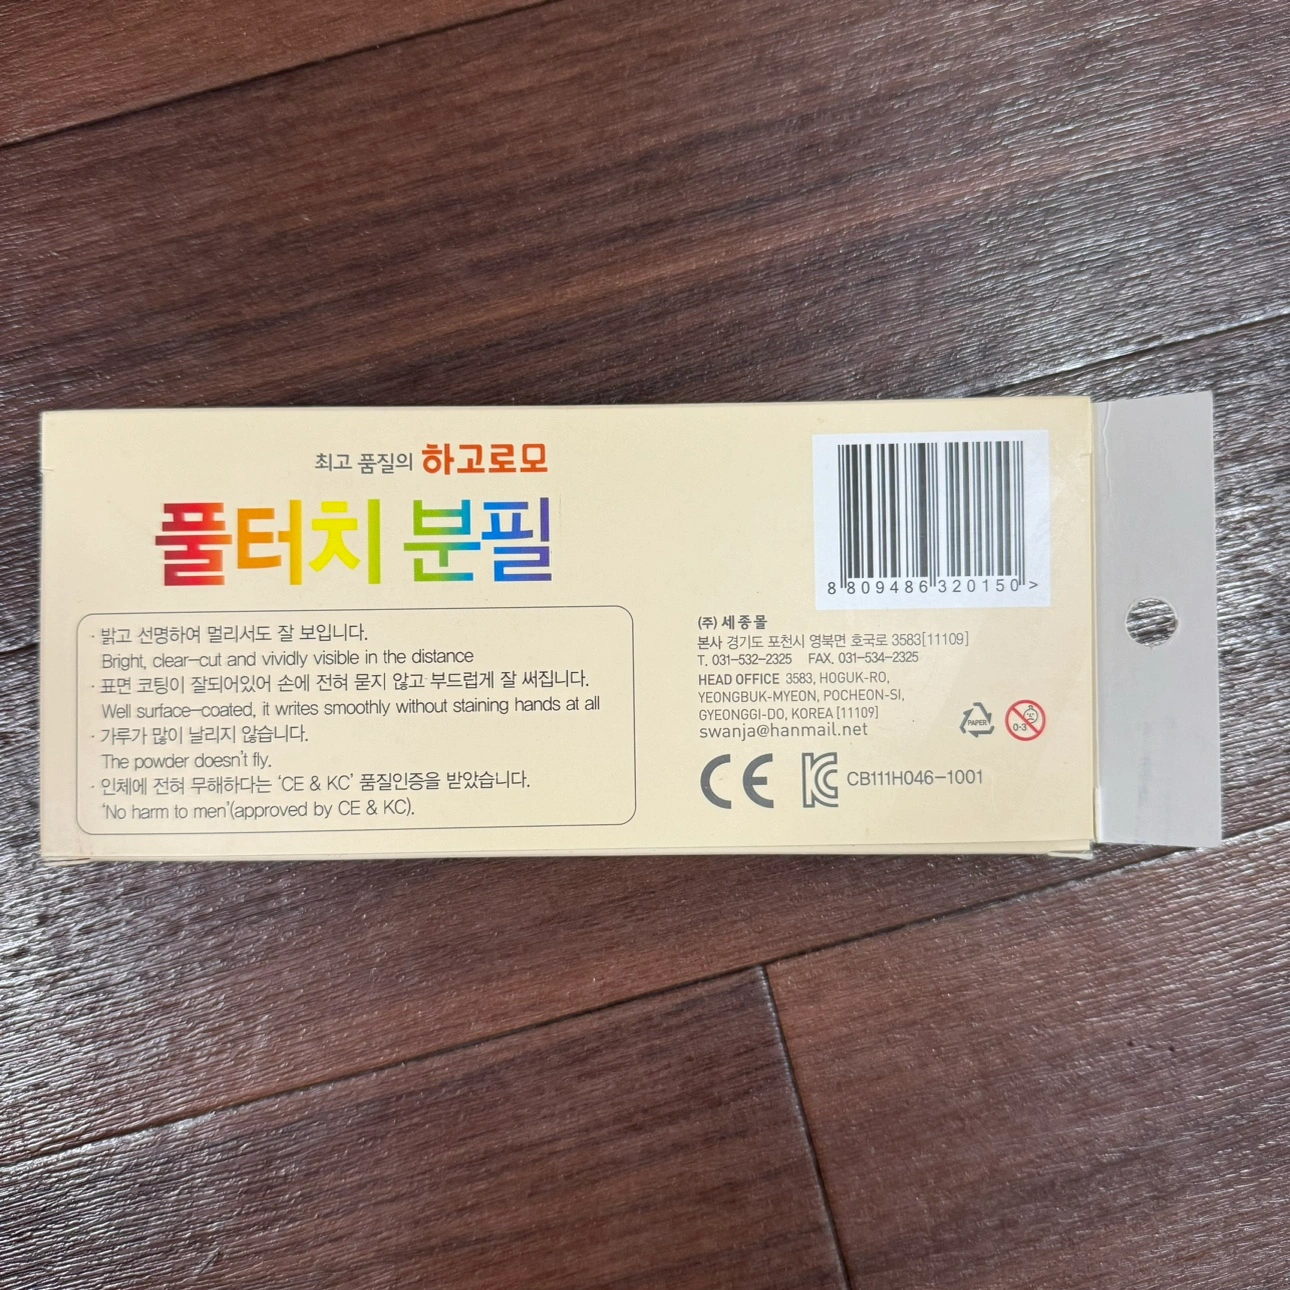 최고 품질의 하고로모
풀터치 분필
· 밝고 선명하여 멀리서도 잘 보입니다.
Bright, clear-cut and vividly visible in the distance
· 표면 코팅이 잘되어있어 손에 전혀 묻지 않고 부드럽게 잘 써집니다.
Well surface-coated, it writes smoothly without staining hands at all
· 가루가 많이 날리지 않습니다.
The powder doesn't fly.
· 인체에 전혀 무해하다는 'CE & KC' 품질인증을 받았습니다.
'No harm to men'(approved by CE & KC).
8 809486 320150 >
(주) 세종몰
본사 경기도 포천시 영북면 호국로 3583[11109]
T. 031-532-2325 FAX. 031-534-2325
HEAD OFFICE 3583, HOGUK-RO,
YEONGBUK-MYEON, POCHEON-SI,
GYEONGGI-DO, KOREA [11109]
swanja@hanmail.net
PAPER
0-3
CE KC CB111H046-1001